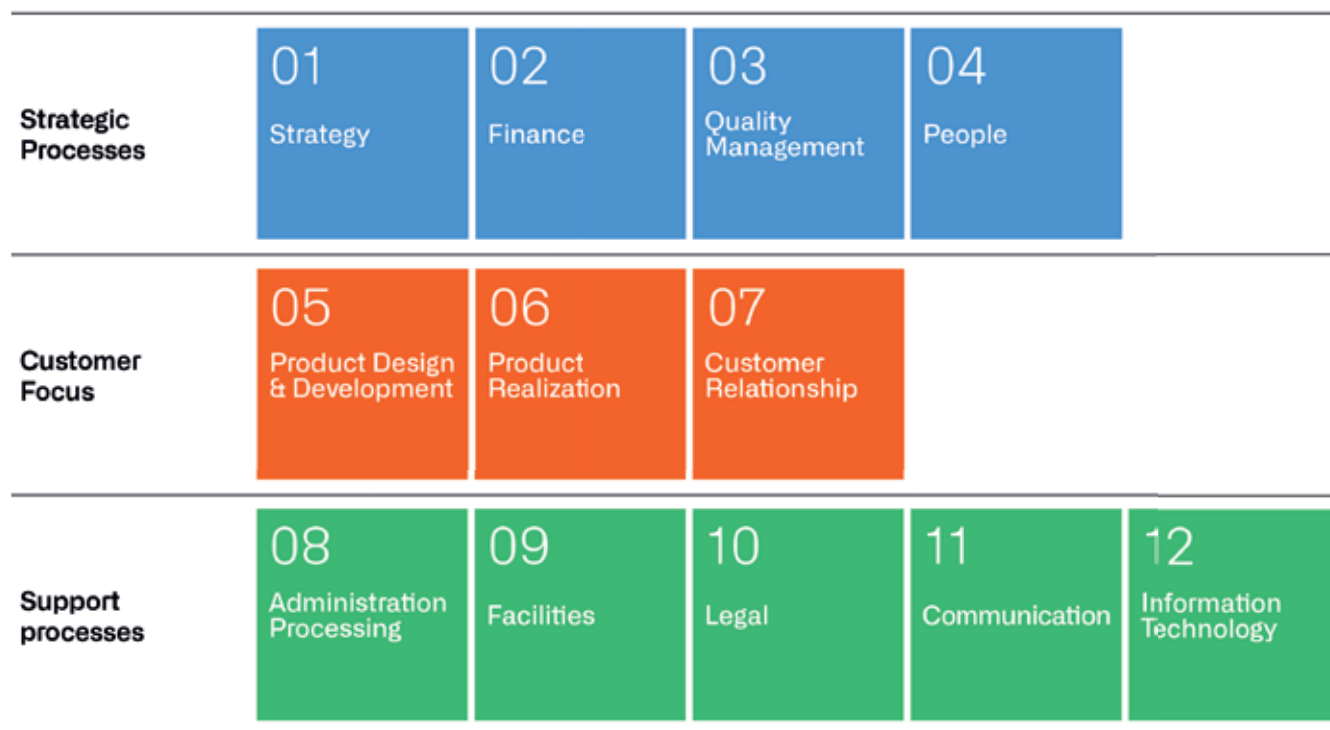 Strategic
Processes
01
Strategy
02
Finance
03
Quality
Management
04
People
Customer
Focus
05
Product Design
& Development
06
Product
Realization
07
Customer
Relationship
Support
processes
08
Administration
Processing
09
Facilities
10
Legal
11
Communication
12
Information
Technology